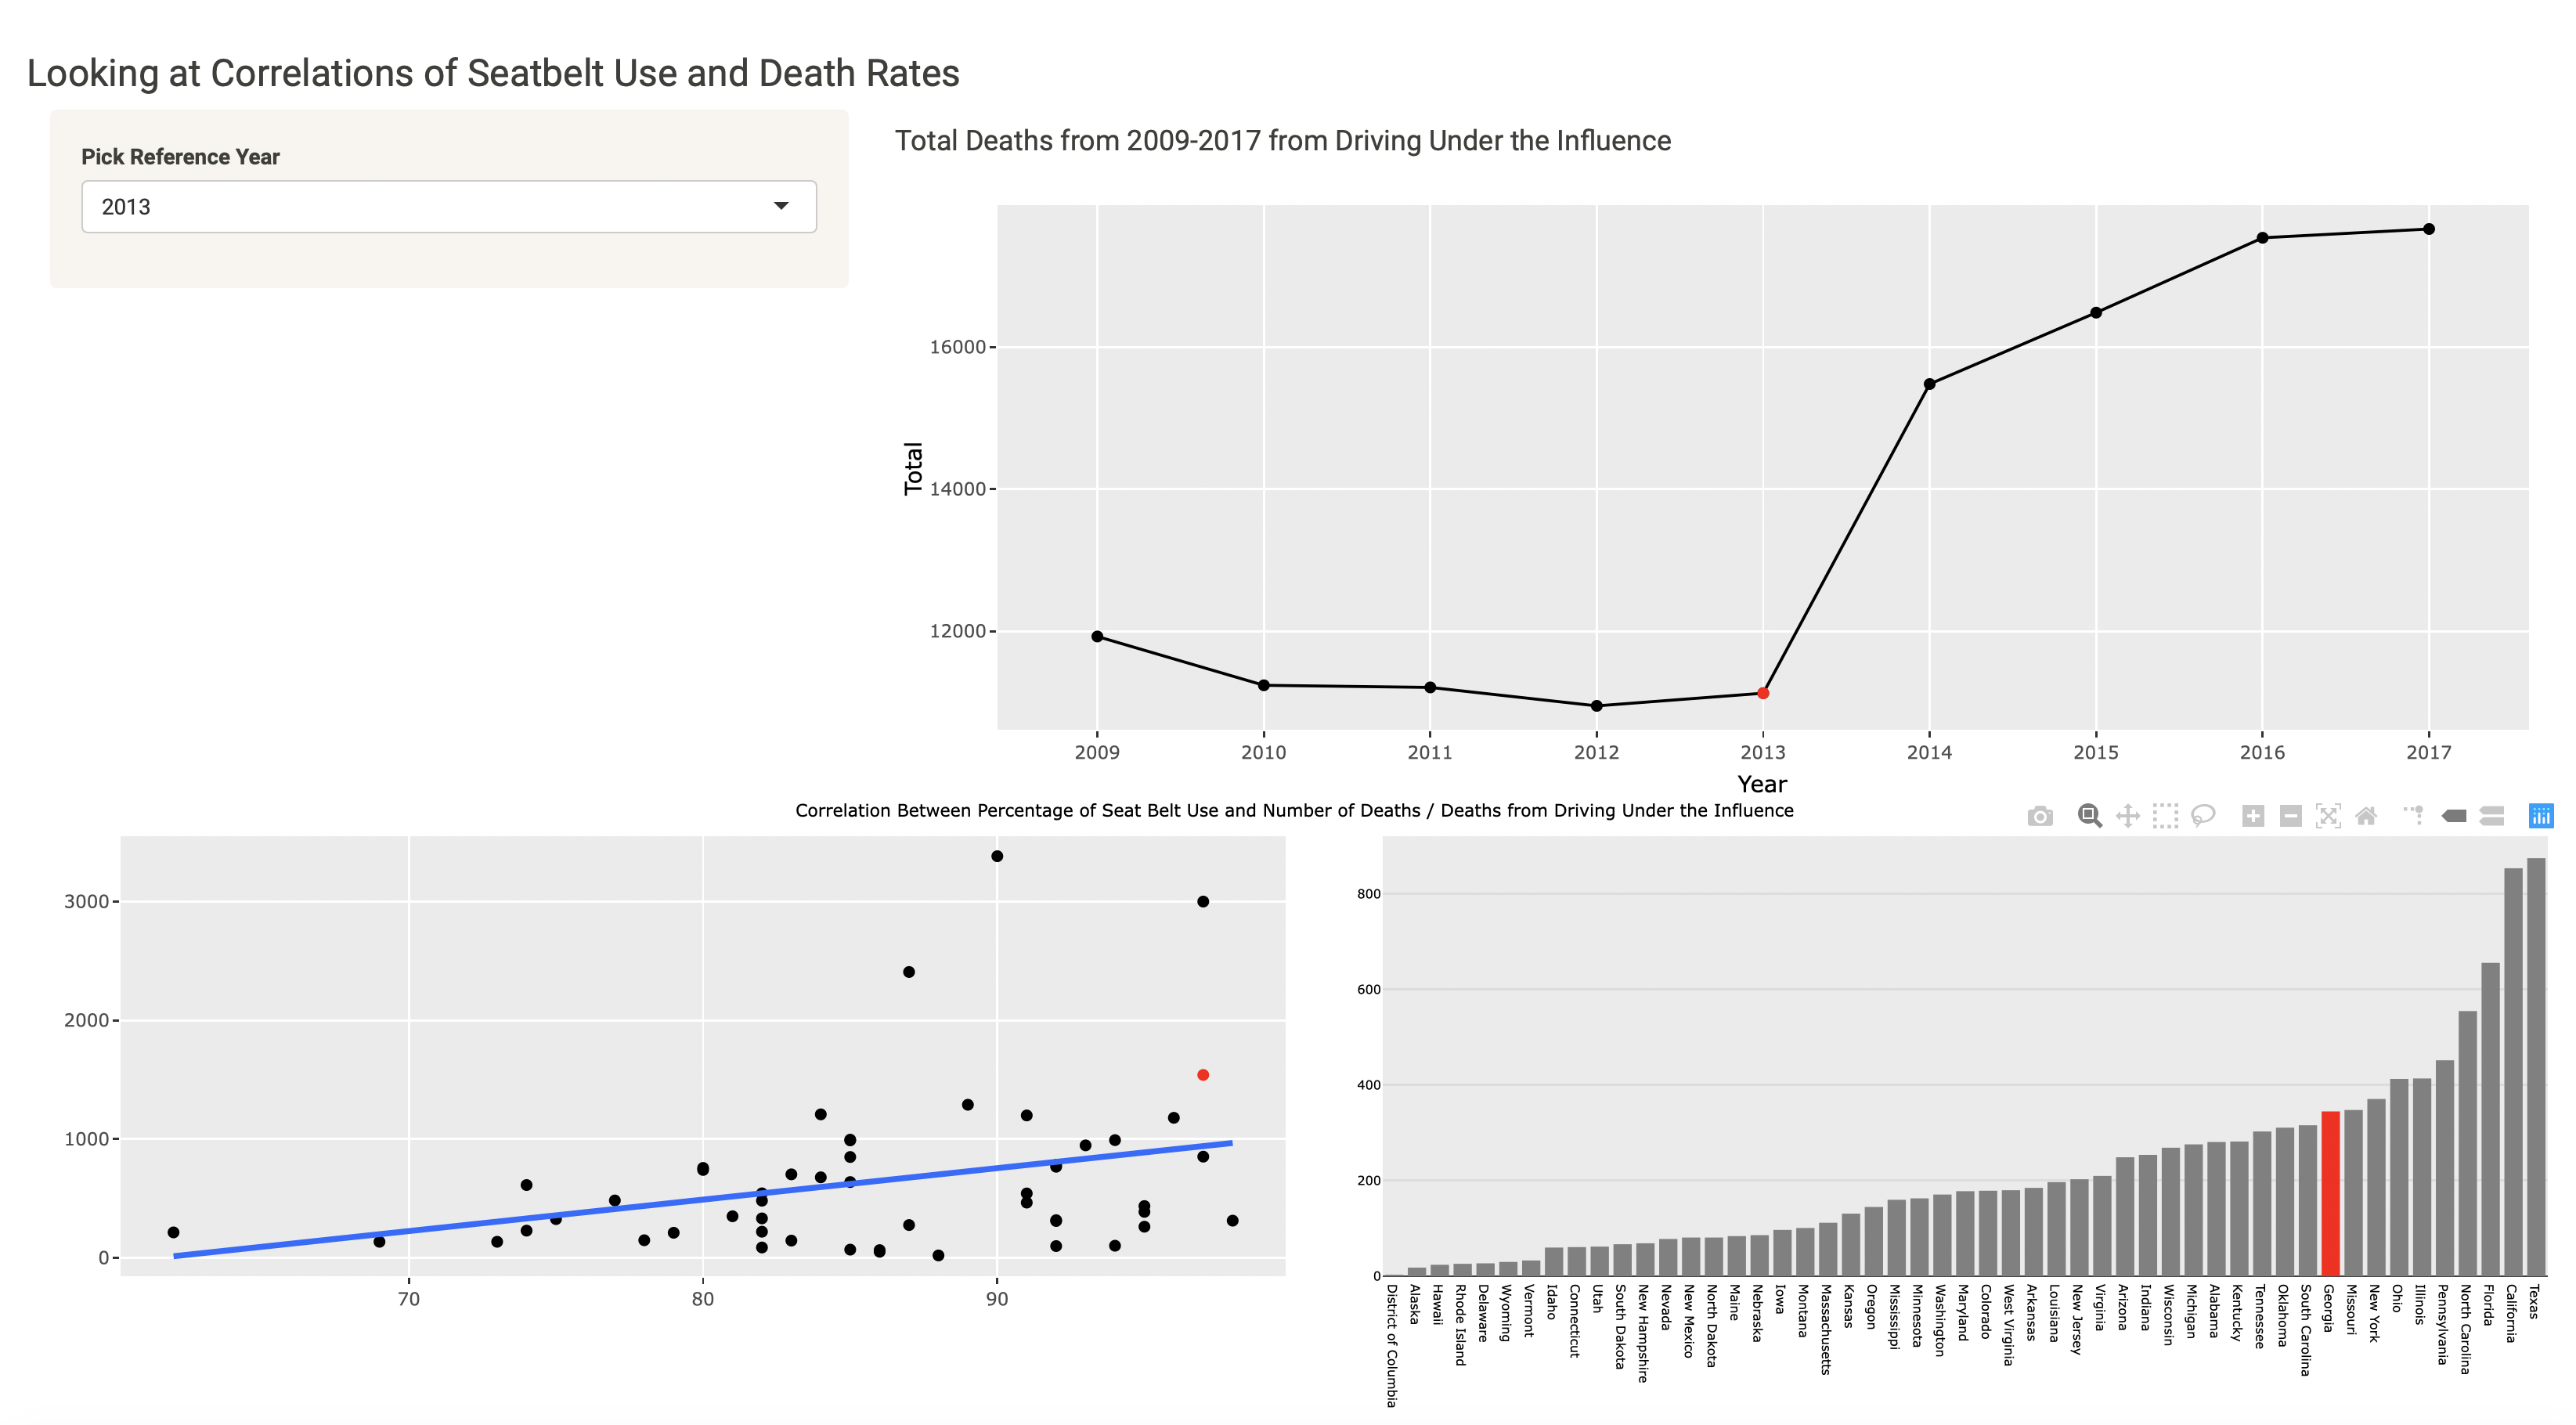 Looking at Correlations of Seatbelt Use and Death Rates
Pick Reference Year
2013
Total Deaths from 2009-2017 from Driving Under the Influence
16000
14000
12000
Total
2009 2010 2011 2012 2013 2014 2015 2016 2017
Year
Correlation Between Percentage of Seat Belt Use and Number of Deaths / Deaths from Driving Under the Influence
3000
2000
1000
0
70 80 90
800
600
400
200
0
District of Columbia
Alaska
Hawaii
Rhode Island
Delaware
Wyoming
Vermont
Idaho
Connecticut
Utah
South Dakota
New Hampshire
Nevada
New Mexico
North Dakota
Maine
Nebraska
Iowa
Montana
Massachusetts
Kansas
Oregon
Mississippi
Minnesota
Washington
Maryland
Colorado
West Virginia
Arkansas
Louisiana
New Jersey
Virginia
Arizona
Indiana
Wisconsin
Michigan
Alabama
Kentucky
Tennessee
Oklahoma
South Carolina
Georgia
Missouri
New York
Ohio
Illinois
Pennsylvania
North Carolina
Florida
California
Texas